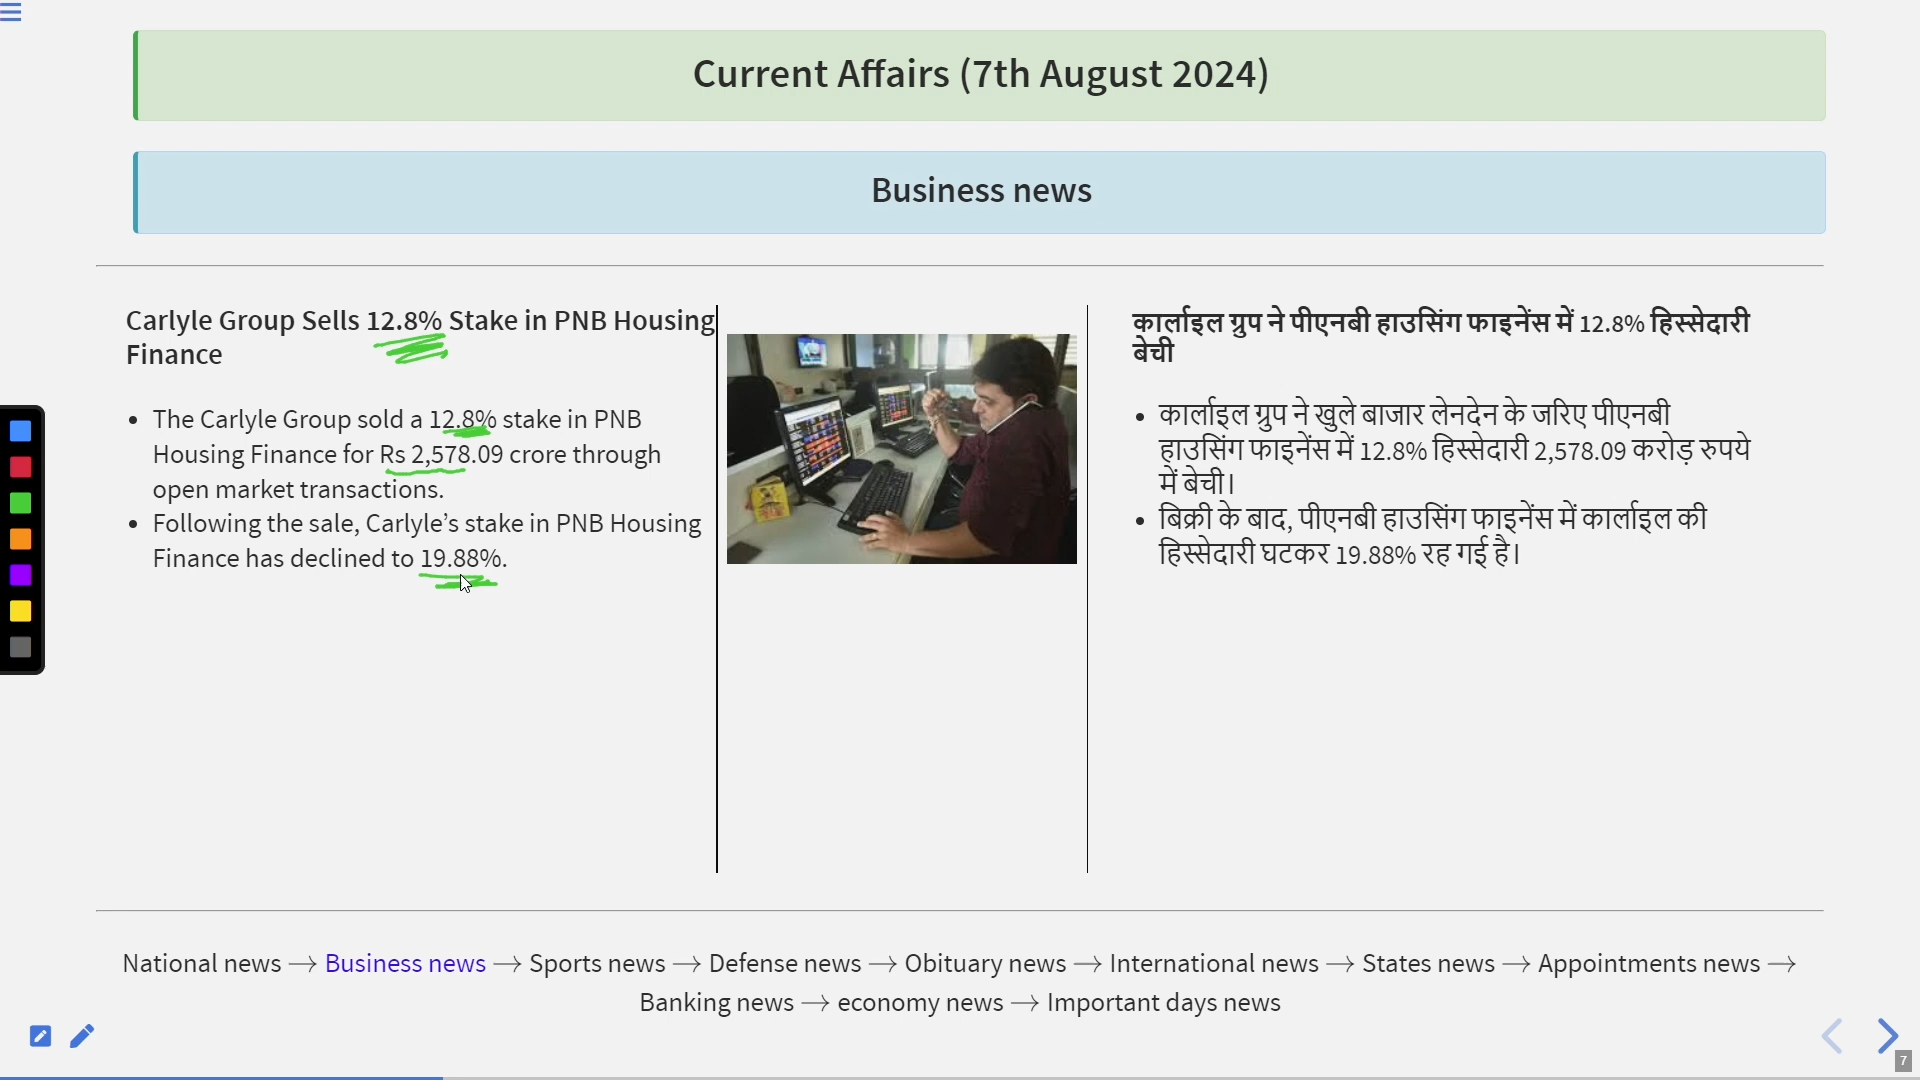 Current Affairs (7th August 2024)
Business news
Carlyle Group Sells 12.8% Stake in PNB Housing
Finance
• The Carlyle Group sold a 12.8% stake in PNB
Housing Finance for Rs 2,578.09 crore through
open market transactions.
• Following the sale, Carlyle’s stake in PNB Housing
Finance has declined to 19.88%.
कार्लाइल ग्रुप ने पीएनबी हाउसिंग फाइनेंस में 12.8% हिस्सेदारी
बेची
• कार्लाइल ग्रुप ने खुले बाजार लेनदेन के जरिए पीएनबी
हाउसिंग फाइनेंस में 12.8% हिस्सेदारी 2,578.09 करोड़ रुपये
में बेची।
• बिक्री के बाद, पीएनबी हाउसिंग फाइनेंस में कार्लाइल की
हिस्सेदारी घटकर 19.88% रह गई है।
National news → Business news → Sports news → Defense news → Obituary news → International news → States news → Appointments news →
Banking news → economy news → Important days news
7